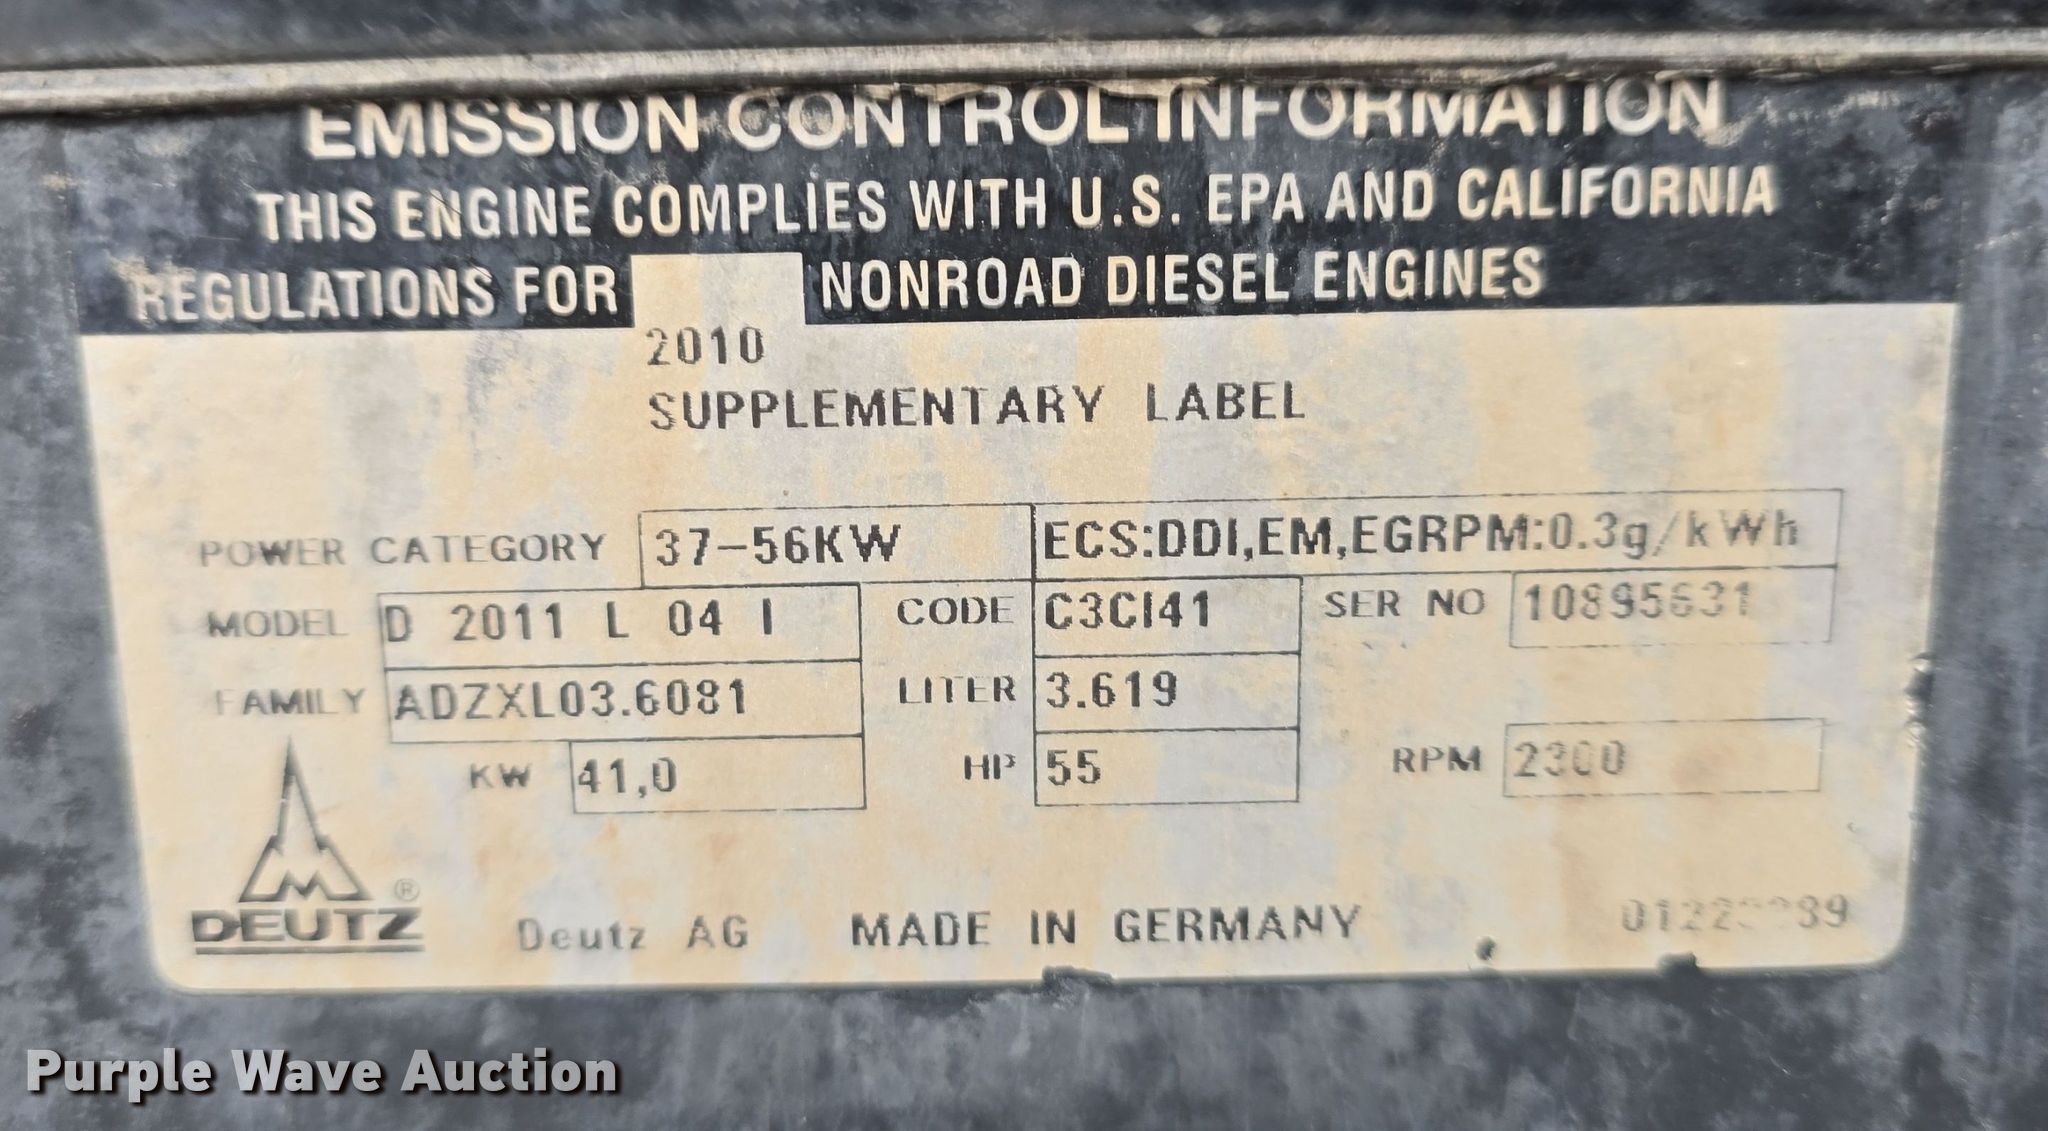 EMISSION CONTROL INFORMATION
THIS ENGINE COMPLIES WITH U.S. EPA AND CALIFORNIA
REGULATIONS FOR NONROAD DIESEL ENGINES
2010
SUPPLEMENTARY LABEL
POWER CATEGORY 37-56KW ECS:DDI,EM,EGRPM:0.3g/kWh
MODEL D 2011 L 04 I CODE C3CI41 SER NO 10895631
FAMILY ADZXL03.6081 LITER 3.619
KW 41,0 HP 55 RPM 2300
DEUTZ ® Deutz AG MADE IN GERMANY
Purple Wave Auction